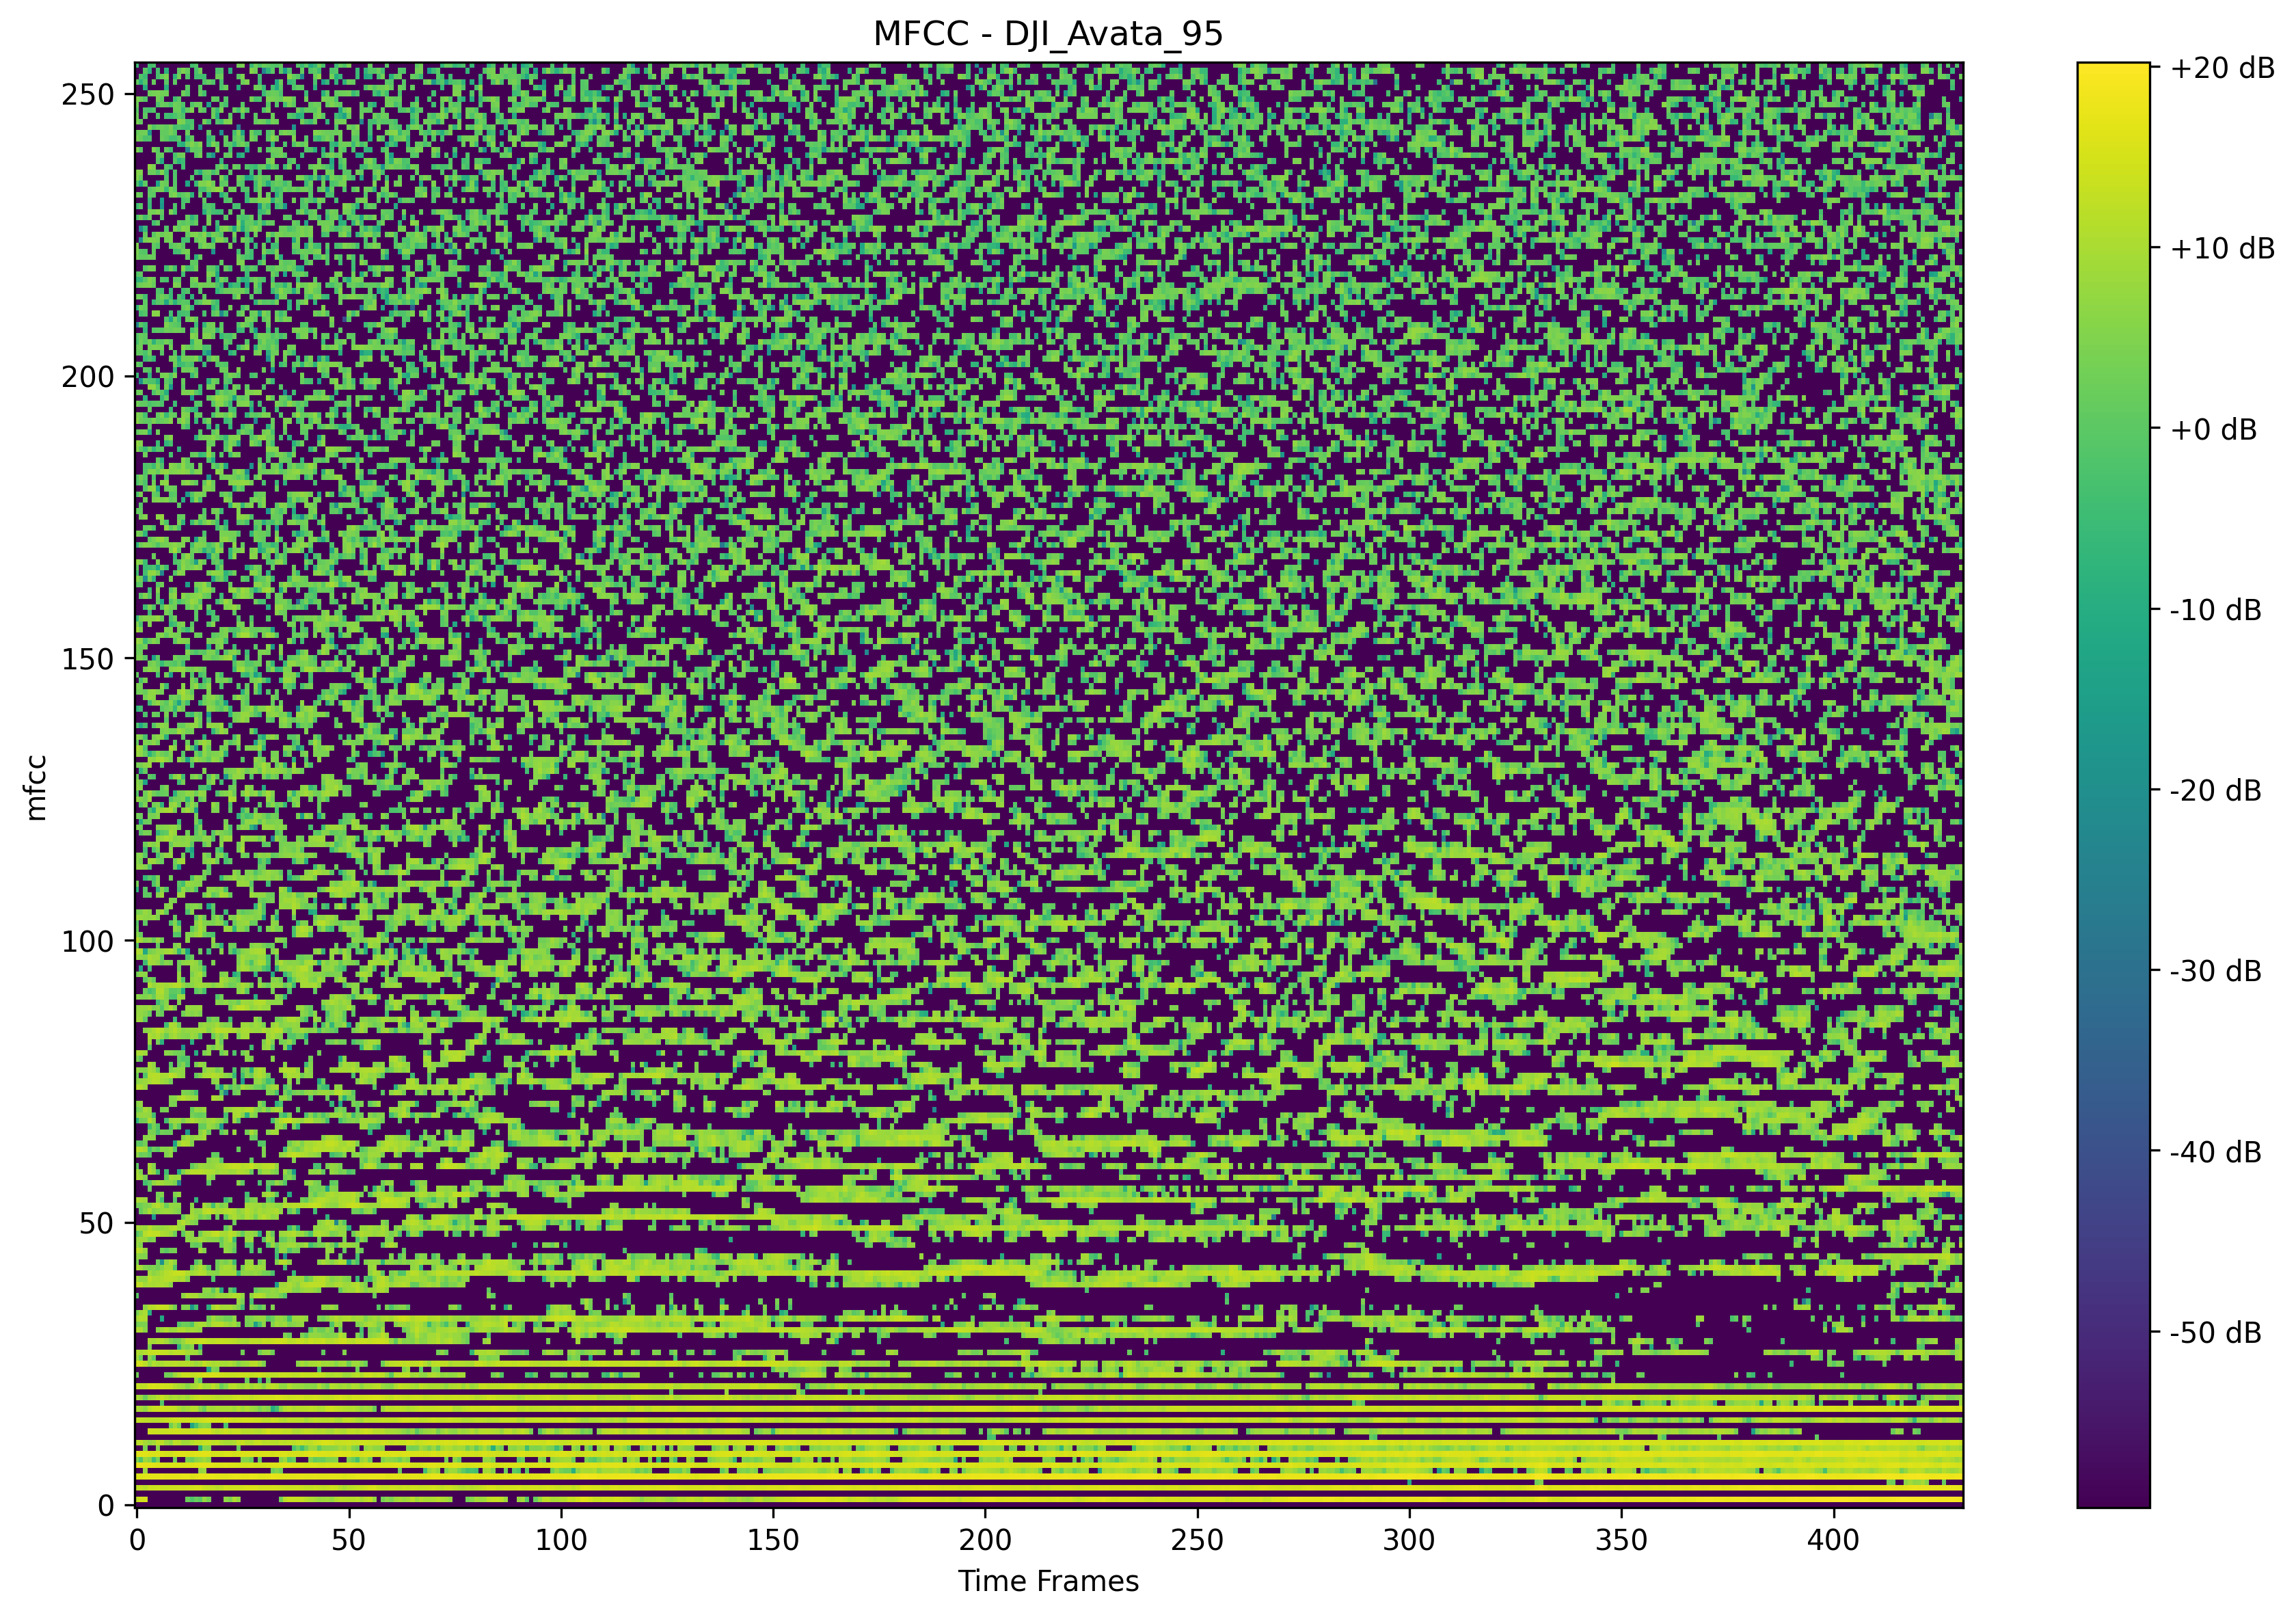 MFCC - DJI_Avata_95
250
200
150
100
50
0
mfcc
0 50 100 150 200 250 300 350 400
Time Frames
+20 dB
+10 dB
+0 dB
-10 dB
-20 dB
-30 dB
-40 dB
-50 dB